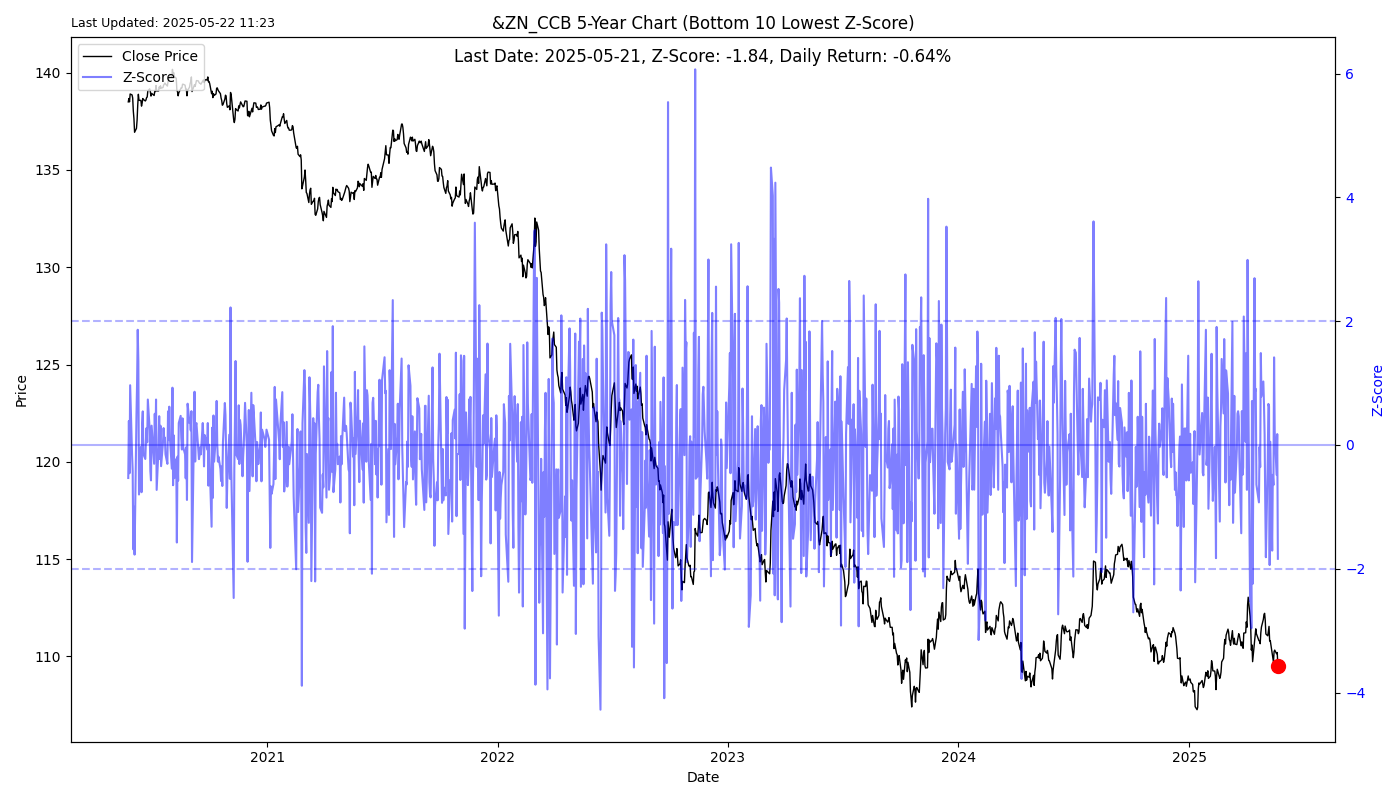 Last Updated: 2025-05-22 11:23
&ZN_CCB 5-Year Chart (Bottom 10 Lowest Z-Score)
Last Date: 2025-05-21, Z-Score: -1.84, Daily Return: -0.64%
Close Price
Z-Score
140
135
130
125
120
115
110
Price
6
4
2
0
−2
−4
Z-Score
2021
2022
2023
2024
2025
Date